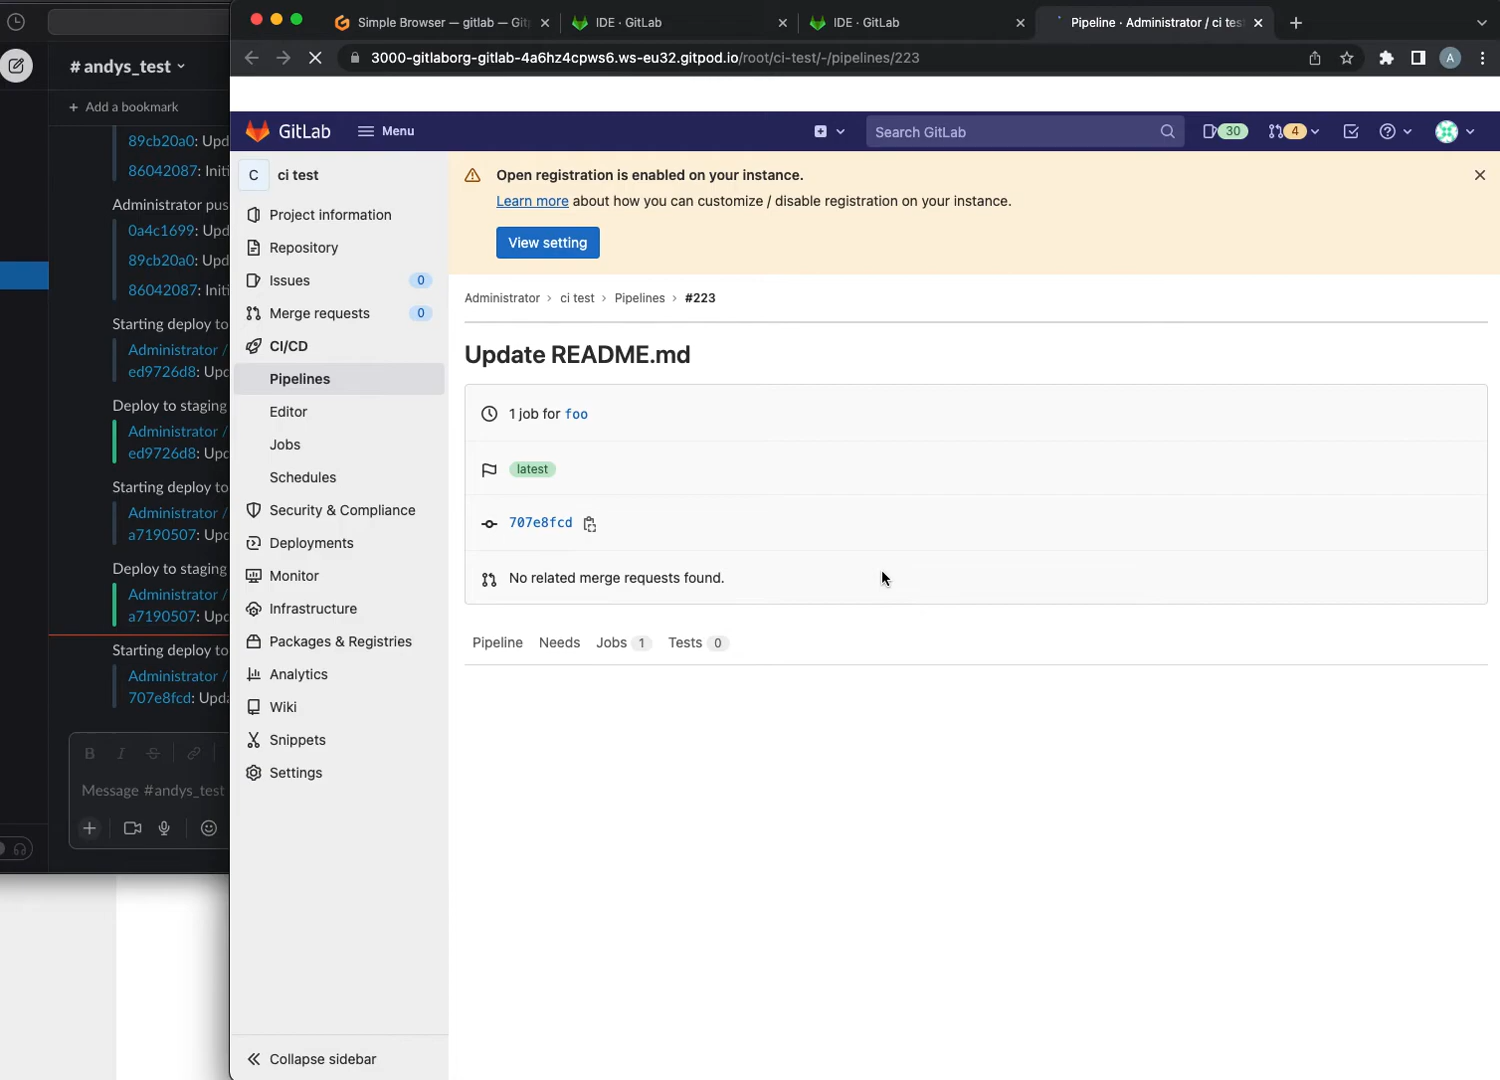 Simple Browser — gitlab — Git
IDE · GitLab
IDE · GitLab
Pipeline · Administrator / ci tes
3000-gitlaborg-gitlab-4a6hz4cpws6.ws-eu32.gitpod.io/root/ci-test/-/pipelines/223
A
# andys_test
+ Add a bookmark
89cb20a0: Upd
86042087: Initi
Administrator pus
0a4c1699: Upd
89cb20a0: Upd
86042087: Initi
Starting deploy to
Administrator /
ed9726d8: Upd
Deploy to staging
Administrator /
ed9726d8: Upd
Starting deploy to
Administrator /
a7190507: Upd
Deploy to staging
Administrator /
a7190507: Upd
Starting deploy to
Administrator /
707e8fcd: Upda
B I S
Message #andys_test
GitLab
Menu
Search GitLab
30
4
C ci test
Project information
Repository
Issues 0
Merge requests 0
CI/CD
Pipelines
Editor
Jobs
Schedules
Security & Compliance
Deployments
Monitor
Infrastructure
Packages & Registries
Analytics
Wiki
Snippets
Settings
Collapse sidebar
Open registration is enabled on your instance.
Learn more about how you can customize / disable registration on your instance.
View setting
Administrator > ci test > Pipelines > #223
Update README.md
1 job for foo
latest
707e8fcd
No related merge requests found.
Pipeline Needs Jobs 1 Tests 0